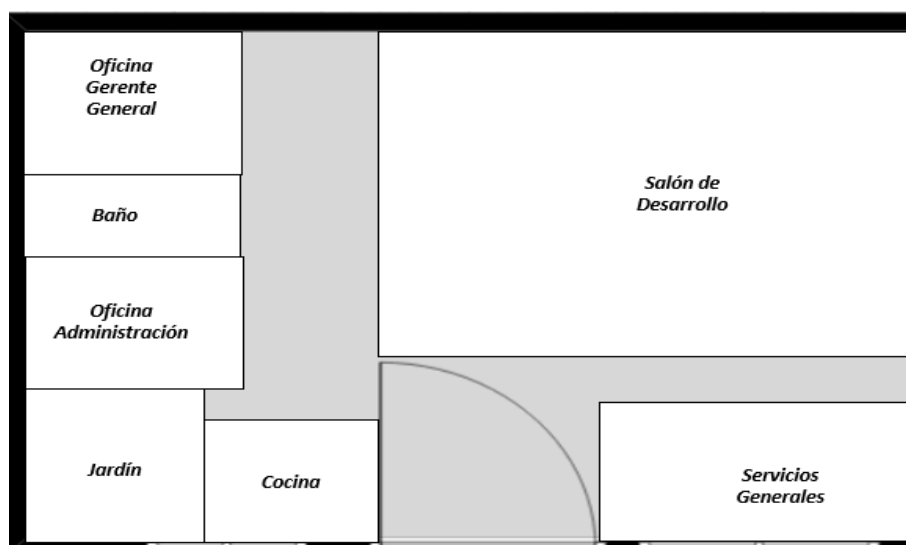 Oficina
Gerente
General
Baño
Oficina
Administración
Jardín
Cocina
Salón de
Desarrollo
Servicios
Generales